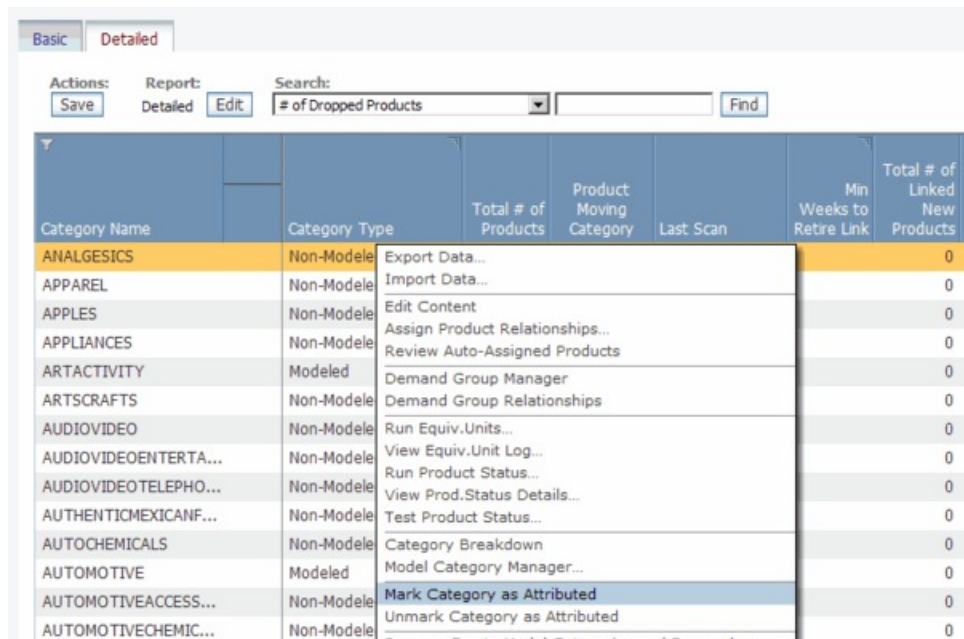 Basic Detailed
Actions: Report: Search:
Save Detailed Edit # of Dropped Products Find
Category Name Category Type Total # of Products Product Moving Category Last Scan Min Weeks to Retire Link Total # of Linked New Products
ANALGESICS Non-Modele 0
APPAREL Non-Modele 0
APPLES Non-Modele 0
APPLIANCES Non-Modele 0
ARTACTIVITY Modeled 0
ARTSCRAFTS Non-Modele 0
AUDIOVIDEO Non-Modele 0
AUDIOVIDEOENTERTA... Non-Modele 0
AUDIOVIDEOTELEPHO... Non-Modele 0
AUTHENTICMEXICANF... Non-Modele 0
AUTOCHEMICALS Non-Modele 0
AUTOMOTIVE Modeled 0
AUTOMOTIVEACCESS... Non-Modele 0
AUTOMOTIVECHEMIC... Non-Modele 0
Export Data...
Import Data...
Edit Content
Assign Product Relationships...
Review Auto-Assigned Products
Demand Group Manager
Demand Group Relationships
Run Equiv.Units...
View Equiv.Unit Log...
Run Product Status...
View Prod.Status Details...
Test Product Status...
Category Breakdown
Model Category Manager...
Mark Category as Attributed
Unmark Category as Attributed